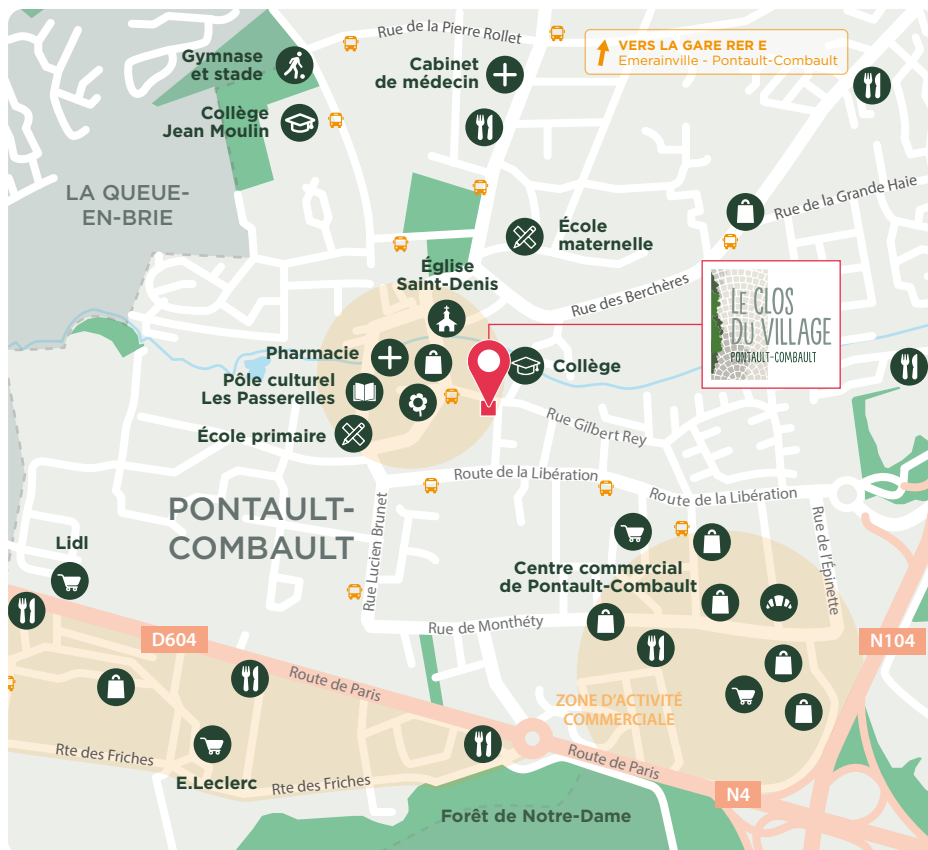 Rue de la Pierre Rollet
VERS LA GARE RER E
Emerainville - Pontault-Combault
Gymnase
et stade
Cabinet
de médecin
Collège
Jean Moulin
LA QUEUE-
EN-BRIE
Rue de la Grande Haie
École
maternelle
Église
Saint-Denis
Rue des Berchères
LE CLOS
DU VILLAGE
PONTAULT-COMBAULT
Pharmacie
Collège
Pôle culturel
Les Passerelles
Rue Gilbert Rey
École primaire
Route de la Libération
Route de la Libération
PONTAULT-
COMBAULT
Rue Lucien Brunet
Rue de l'Épinette
Lidl
Centre commercial
de Pontault-Combault
Rue de Monthéty
D604
N104
Route de Paris
ZONE D'ACTIVITÉ
COMMERCIALE
Rte des Friches
E.Leclerc
Rte des Friches
Route de Paris
N4
Forêt de Notre-Dame